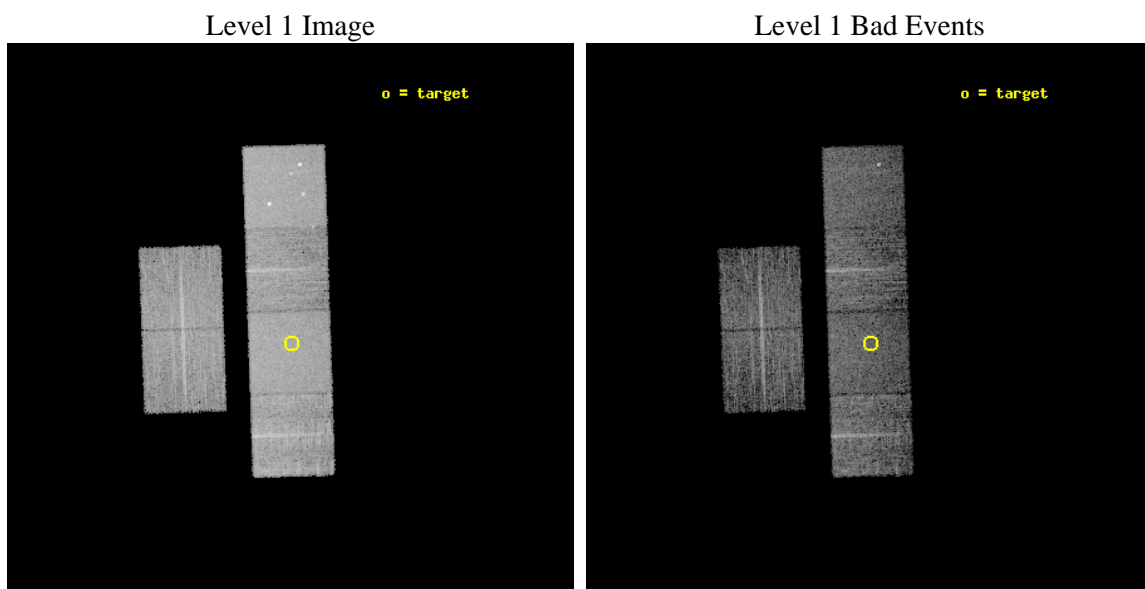 Level 1 Image
Level 1 Bad Events
o = target
o = target